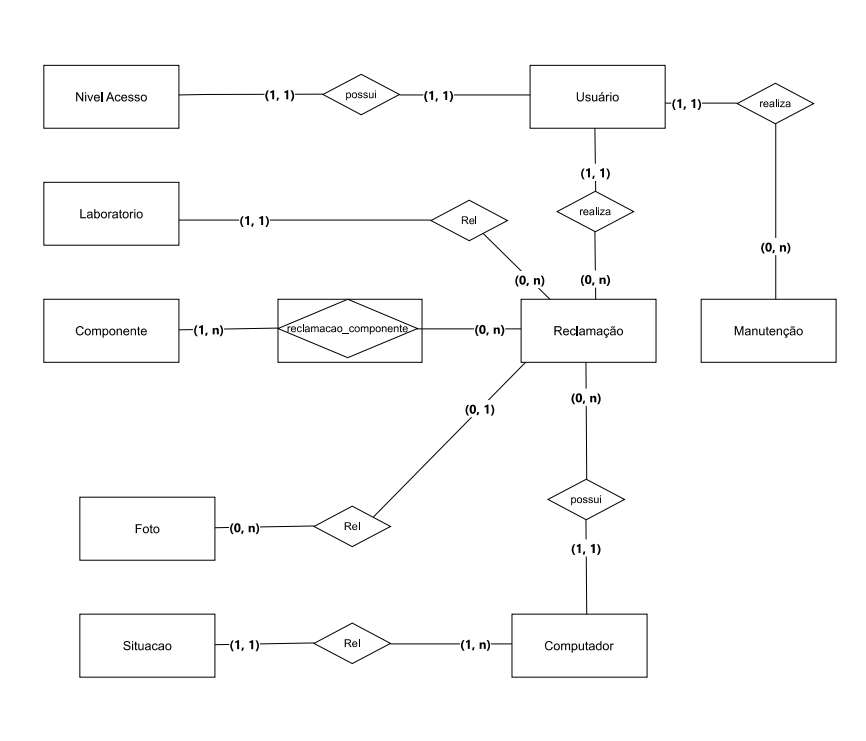 Nivel Acesso
(1, 1)
possui
(1, 1)
Usuário
(1, 1)
realiza
(1, 1)
Laboratorio
(1, 1)
Rel
realiza
(0, n)
(0, n)
(0, n)
Componente
(1, n)
reclamacao_componente
(0, n)
Reclamação
Manutenção
(0, n)
(0, 1)
possui
Foto
(0, n)
Rel
(1, 1)
Situacao
(1, 1)
Rel
(1, n)
Computador